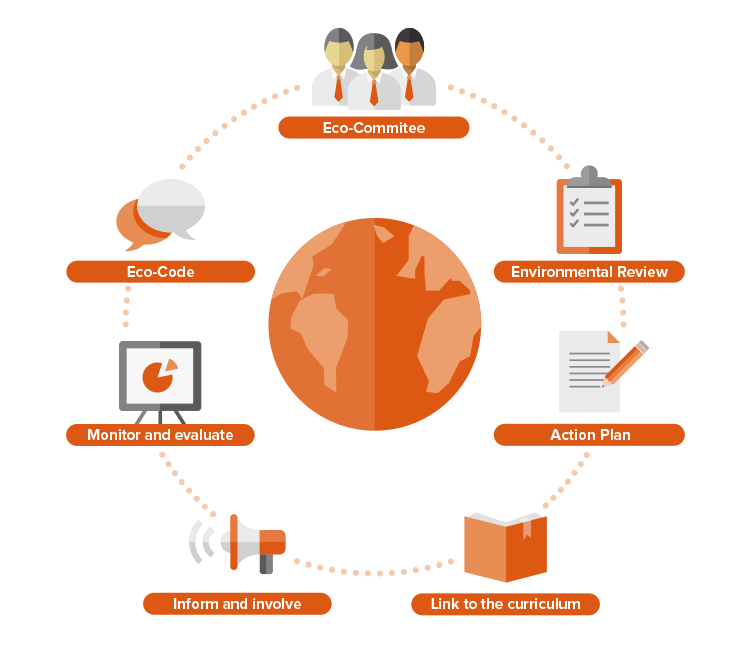 Eco-Commitee
Environmental Review
Action Plan
Link to the curriculum
Inform and involve
Monitor and evaluate
Eco-Code